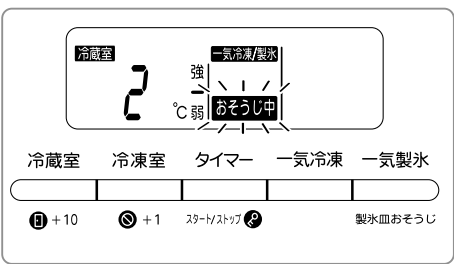 冷蔵室 一気冷凍/製氷
2 ℃ 強 弱
おそうじ中
冷蔵室 冷凍室 タイマー 一気冷凍 一気製氷
+10 +1 スタート/ストップ 製氷皿おそうじ